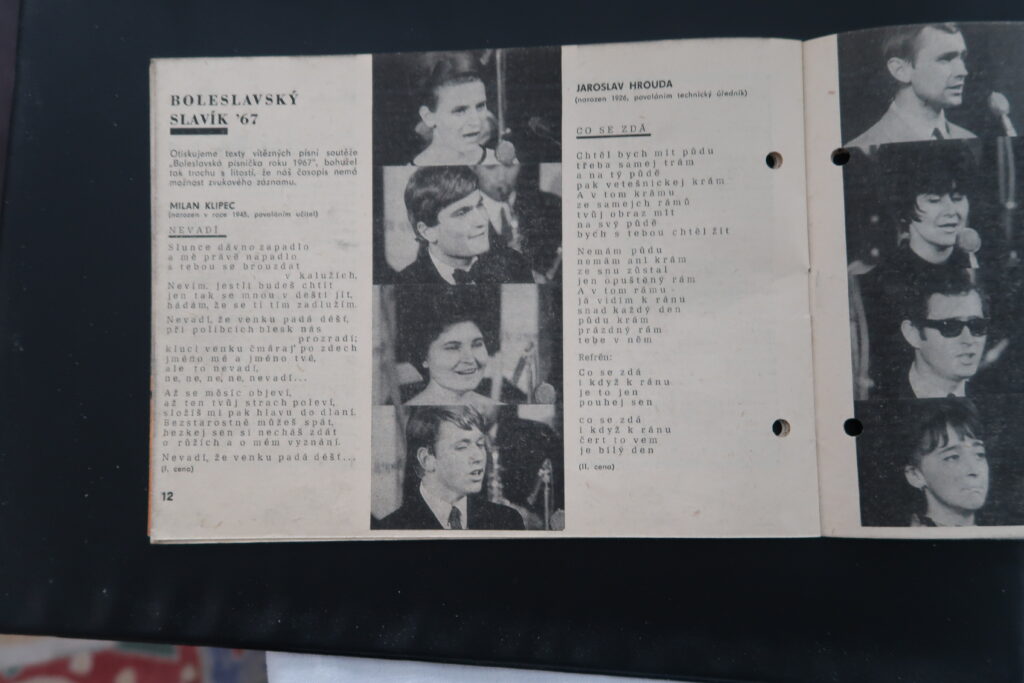 BOLESLAVSKÝ
SLAVÍK '67
Otiskujeme texty vítězných písní soutěže
„Boleslavská písnička roku 1967", bohužel
tak trochu s lítostí, že náš časopis nemá
možnost zvukového záznamu.
MILAN KLIPEC
(narozen v roce 1945, povoláním učitel)
NEVADÍ
Slunce dávno zapadlo
a mě právě napadlo
s tebou se brouzdat
v kalužích.
Nevím, jestli budeš chtít
jen tak se mnou v dešti jít,
hádám, že se ti tím zadlužím.
Nevadí, že venku padá déšť,
při polibcích blesk nás
prozradí;
kluci venku čmáraj' po zdech
jméno mé a jméno tvé,
ale to nevadí,
ne, ne, ne, ne, nevadí...
Až se měsíc objeví,
až ten tvůj strach poleví,
složíš mi pak hlavu do dlaní.
Bezstarostně můžeš spát,
hezkej sen si necháš zdát
o růžích a o mém vyznání.
Nevadí, že venku padá déšť...
(I. cena)
12
JAROSLAV HROUDA
(narozen 1926, povoláním technický úředník)
CO SE ZDÁ
Chtěl bych mít půdu
třeba samej trám
a na tý půdě
pak vetešnickej krám
A v tom krámu
ze samejch rámů
tvůj obraz mít
na svý půdě
bych s tebou chtěl žít
Nemám půdu
nemám ani krám
ze snu zůstal
jen opuštěný rám
A v tom rámu
já vidím k ránu
snad každý den
půdu krám
prázdný rám
tebe v něm
Refrén:
Co se zdá
i když k ránu
je to jen
pouhej sen
co se zdá
i když k ránu
čert to vem
je bílý den
(II. cena)